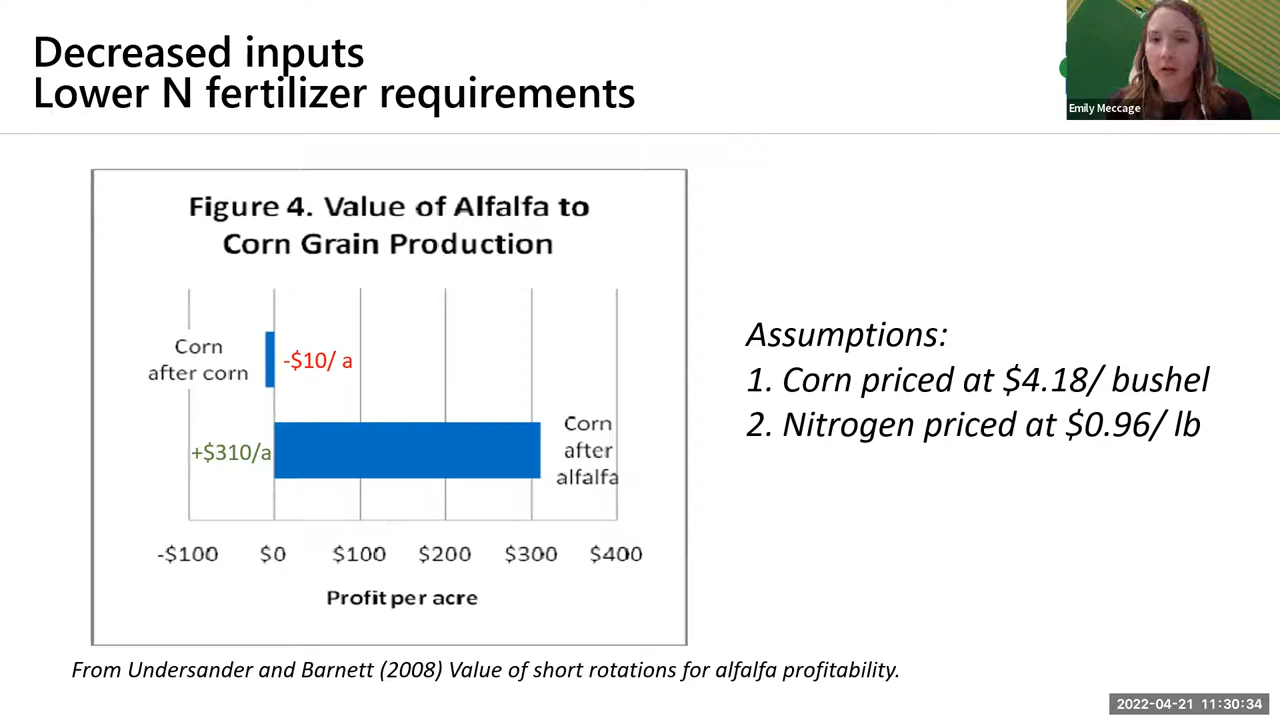 Decreased inputs
Lower N fertilizer requirements
Emily Meccage
Figure 4. Value of Alfalfa to
Corn Grain Production
Corn
after corn
-$10/ a
+$310/a
Corn
after
alfalfa
-$100 $0 $100 $200 $300 $400
Profit per acre
Assumptions:
1. Corn priced at $4.18/ bushel
2. Nitrogen priced at $0.96/ lb
From Undersander and Barnett (2008) Value of short rotations for alfalfa profitability.
2022-04-21 11:30:34